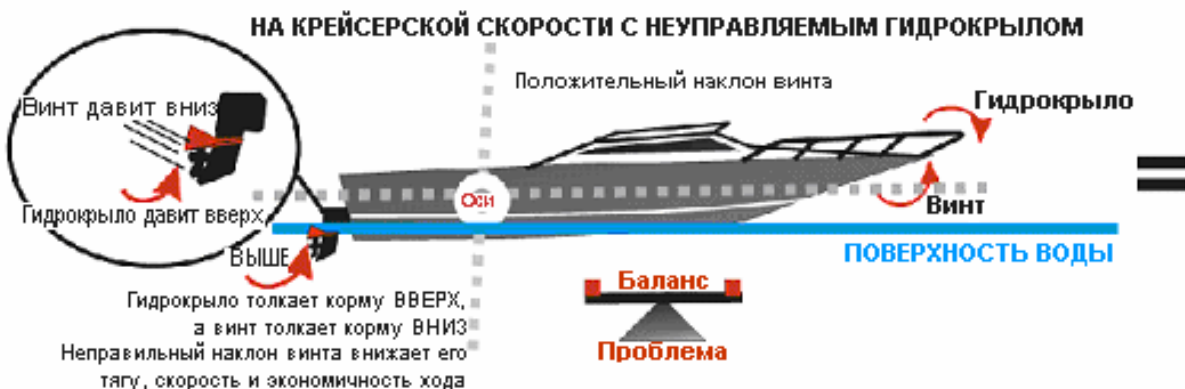 НА КРЕЙСЕРСКОЙ СКОРОСТИ С НЕУПРАВЛЯЕМЫМ ГИДРОКРЫЛОМ
Положительный наклон винта
Винт давит вниз
Гидрокрыло
Гидрокрыло давит вверх
Оси
Винт
ВЫШЕ
ПОВЕРХНОСТЬ ВОДЫ
Баланс
Проблема
Гидрокрыло толкает корму ВВЕРХ,
а винт толкает корму ВНИЗ
Неправильный наклон винта внижает его
тягу, скорость и экономичность хода